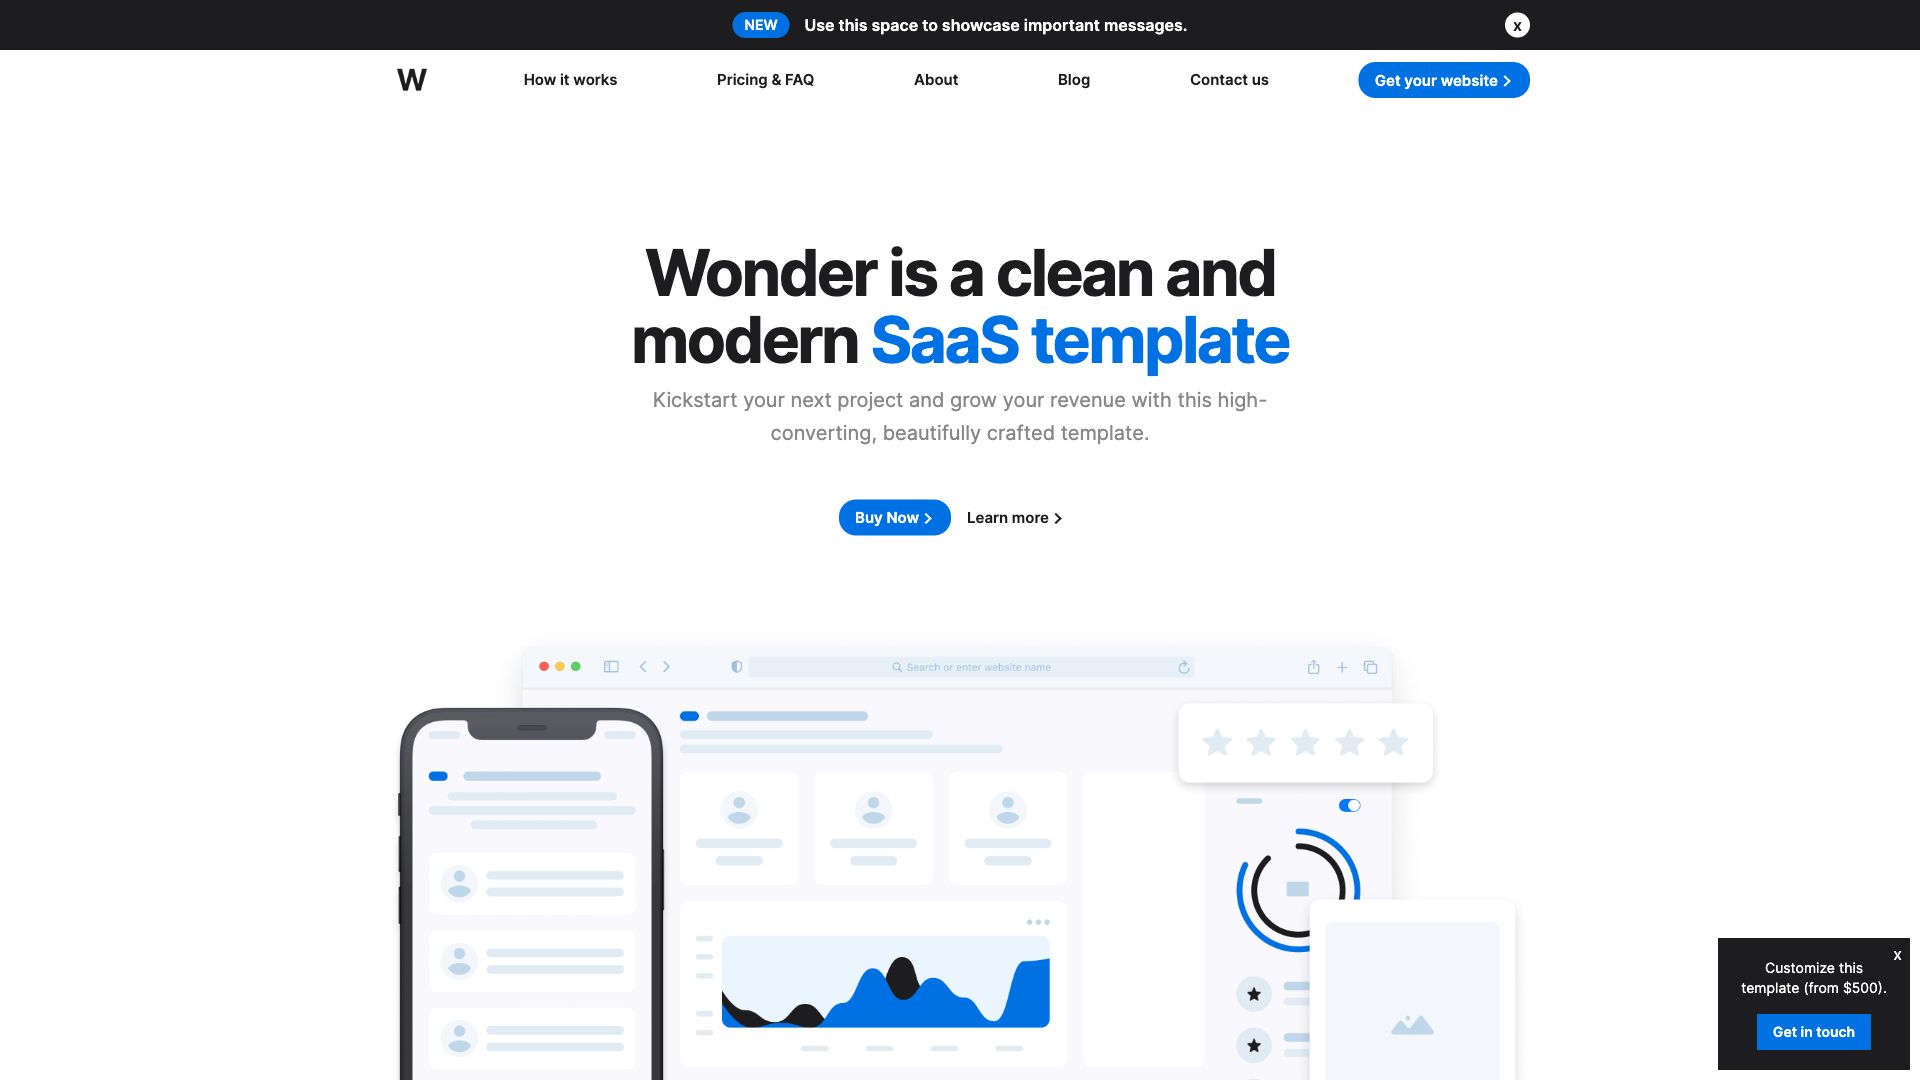 NEW Use this space to showcase important messages. x
W How it works Pricing & FAQ About Blog Contact us Get your website
Wonder is a clean and
modern SaaS template
Kickstart your next project and grow your revenue with this high-
converting, beautifully crafted template.
Buy Now Learn more
Search or enter website name
x
Customize this
template (from $500).
Get in touch